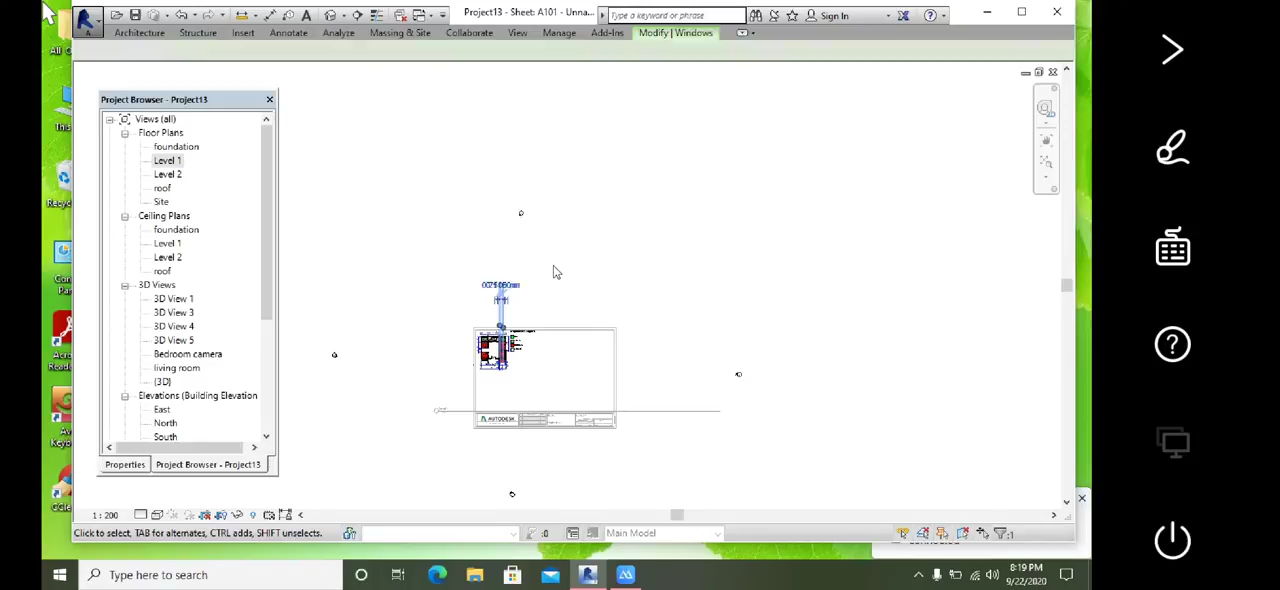 Project13 - Sheet: A101 - Unna...
Type a keyword or phrase
Sign In
Architecture Structure Insert Annotate Analyze Massing & Site Collaborate View Manage Add-Ins Modify | Windows
Project Browser - Project13
Views (all)
Floor Plans
foundation
Level 1
Level 2
roof
Site
Ceiling Plans
foundation
Level 1
Level 2
roof
3D Views
3D View 1
3D View 3
3D View 4
3D View 5
Bedroom camera
living room
(3D)
Elevations (Building Elevation
East
North
South
Properties Project Browser - Project13
AUTODESK
1 : 200
Click to select, TAB for alternates, CTRL adds, SHIFT unselects.
:0
Main Model
:1
Type here to search
8:19 PM
9/22/2020